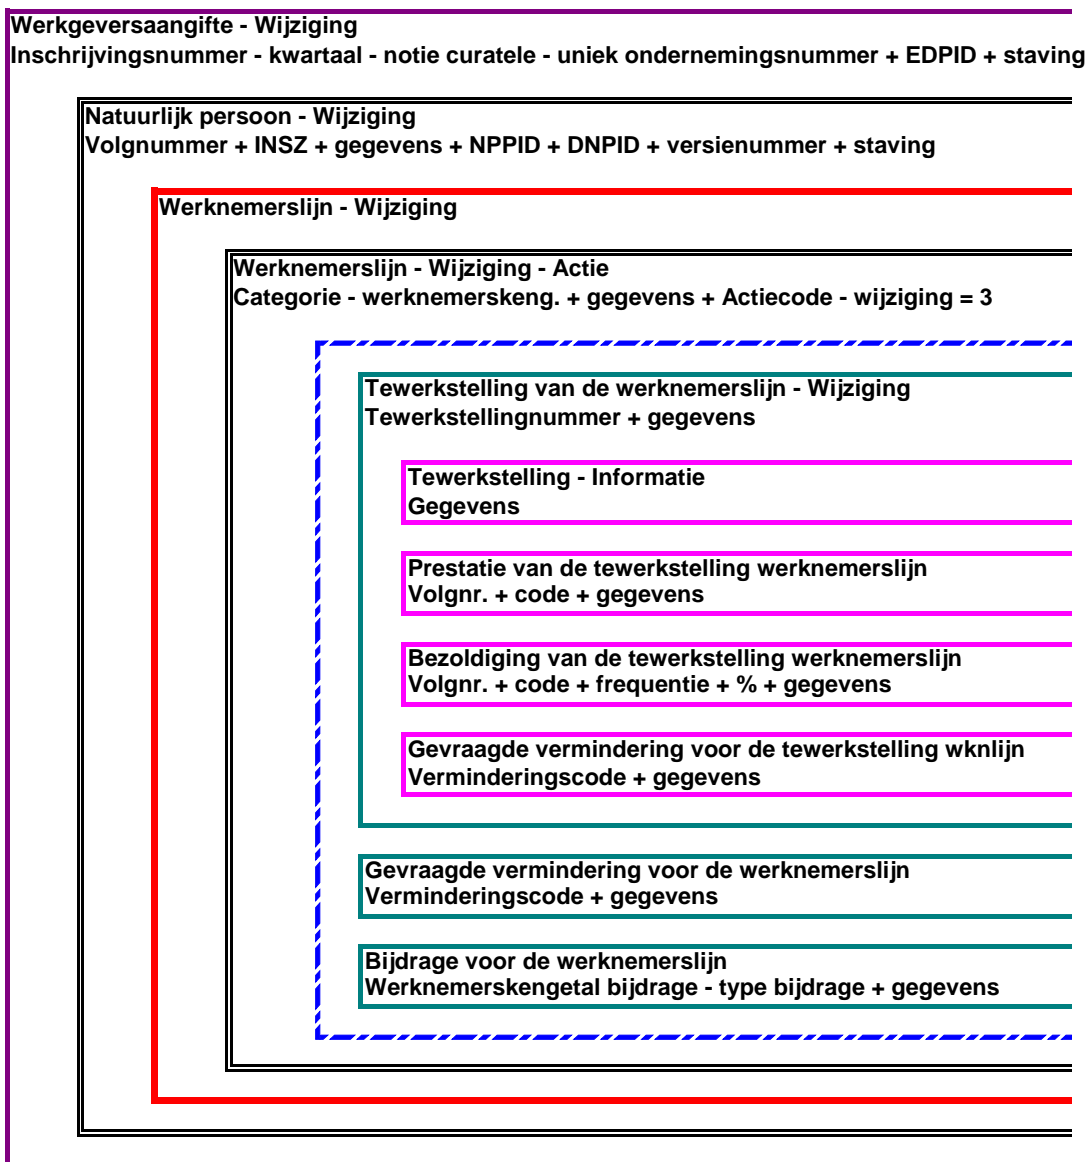 Werkgeversaangifte - Wijziging
Inschrijvingsnummer - kwartaal - notie curatele - uniek ondernemingsnummer + EDPID + staving
Natuurlijk persoon - Wijziging
Volgnummer + INSZ + gegevens + NPPID + DNPID + versienummer + staving
Werknemerslijn - Wijziging
Werknemerslijn - Wijziging - Actie
Categorie - werknemerskeng. + gegevens + Actiecode - wijziging = 3
Tewerkstelling van de werknemerslijn - Wijziging
Tewerkstellingnummer + gegevens
Tewerkstelling - Informatie
Gegevens
Prestatie van de tewerkstelling werknemerslijn
Volgnr. + code + gegevens
Bezoldiging van de tewerkstelling werknemerslijn
Volgnr. + code + frequentie + % + gegevens
Gevraagde vermindering voor de tewerkstelling wknlijn
Verminderingscode + gegevens
Gevraagde vermindering voor de werknemerslijn
Verminderingscode + gegevens
Bijdrage voor de werknemerslijn
Werknemerskengetal bijdrage - type bijdrage + gegevens